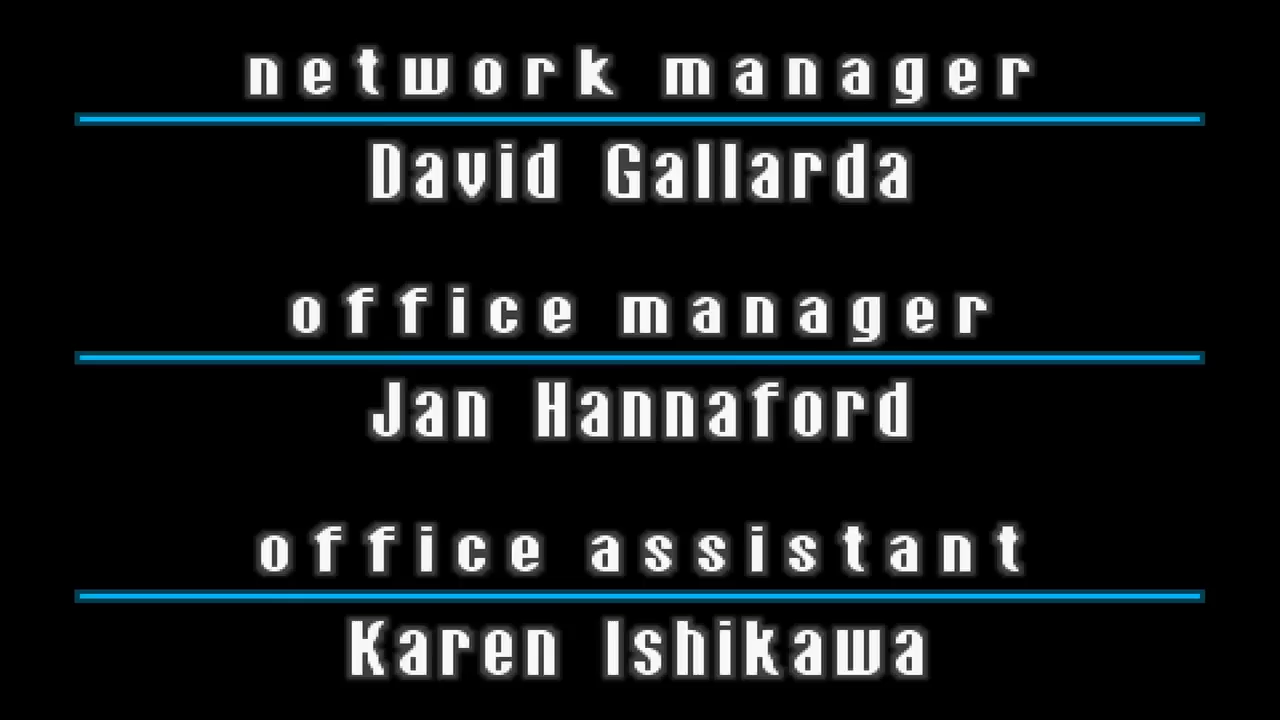 network manager
David Gallarda
office manager
Jan Hannaford
office assistant
Karen Ishikawa